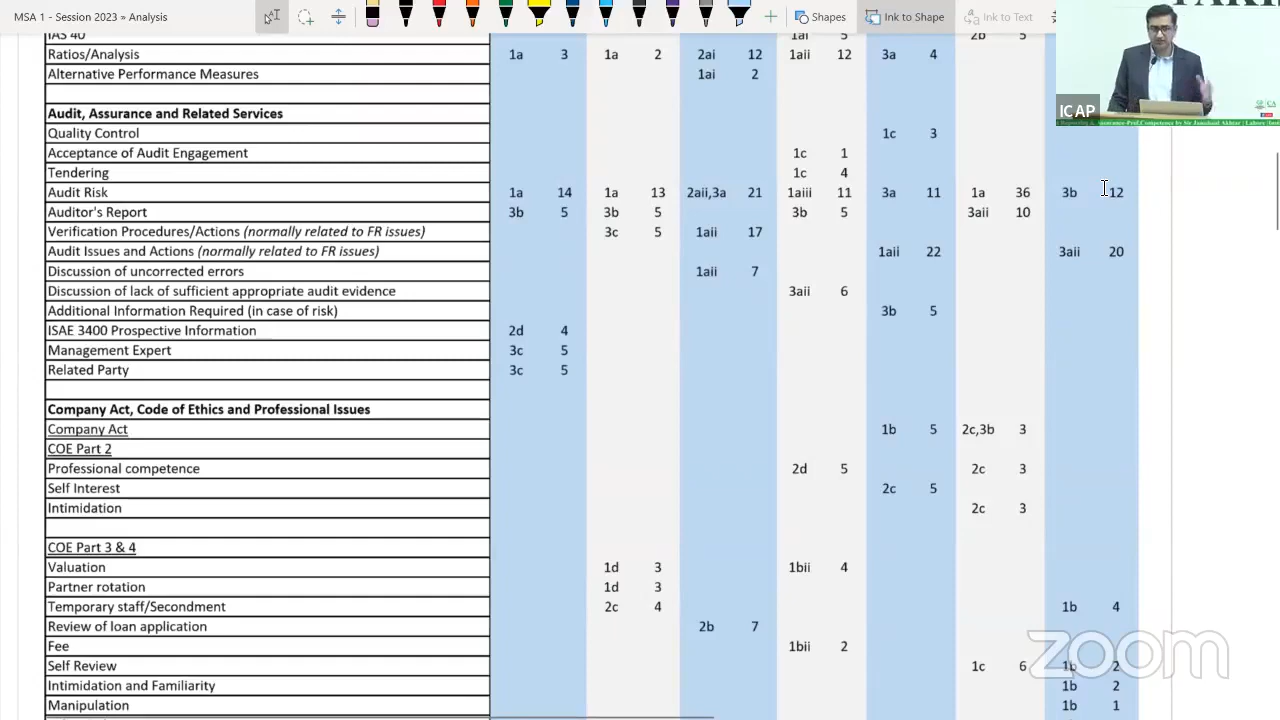 MSA 1 - Session 2023 » Analysis
Shapes Ink to Shape Ink to Text
IAS 40 1ai 5 2b 5
Ratios/Analysis 1a 3 1a 2 2ai 12 1aii 12 3a 4
Alternative Performance Measures 1ai 2
Audit, Assurance and Related Services
Quality Control 1c 3
Acceptance of Audit Engagement 1c 1
Tendering 1c 4
Audit Risk 1a 14 1a 13 2aii,3a 21 1aiii 11 3a 11 1a 36 3b 12
Auditor's Report 3b 5 3b 5 3b 5 3aii 10
Verification Procedures/Actions (normally related to FR issues) 3c 5 1aii 17
Audit Issues and Actions (normally related to FR issues) 1aii 22 3aii 20
Discussion of uncorrected errors 1aii 7
Discussion of lack of sufficient appropriate audit evidence 3aii 6
Additional Information Required (in case of risk) 3b 5
ISAE 3400 Prospective Information 2d 4
Management Expert 3c 5
Related Party 3c 5
Company Act, Code of Ethics and Professional Issues
Company Act 1b 5 2c,3b 3
COE Part 2
Professional competence 2d 5 2c 3
Self Interest 2c 5
Intimidation 2c 3
COE Part 3 & 4
Valuation 1d 3 1bii 4
Partner rotation 1d 3
Temporary staff/Secondment 2c 4 1b 4
Review of loan application 2b 7
Fee 1bii 2
Self Review 1c 6 1b 2
Intimidation and Familiarity 1b 2
Manipulation 1b 1
ICAP
CA
zoom